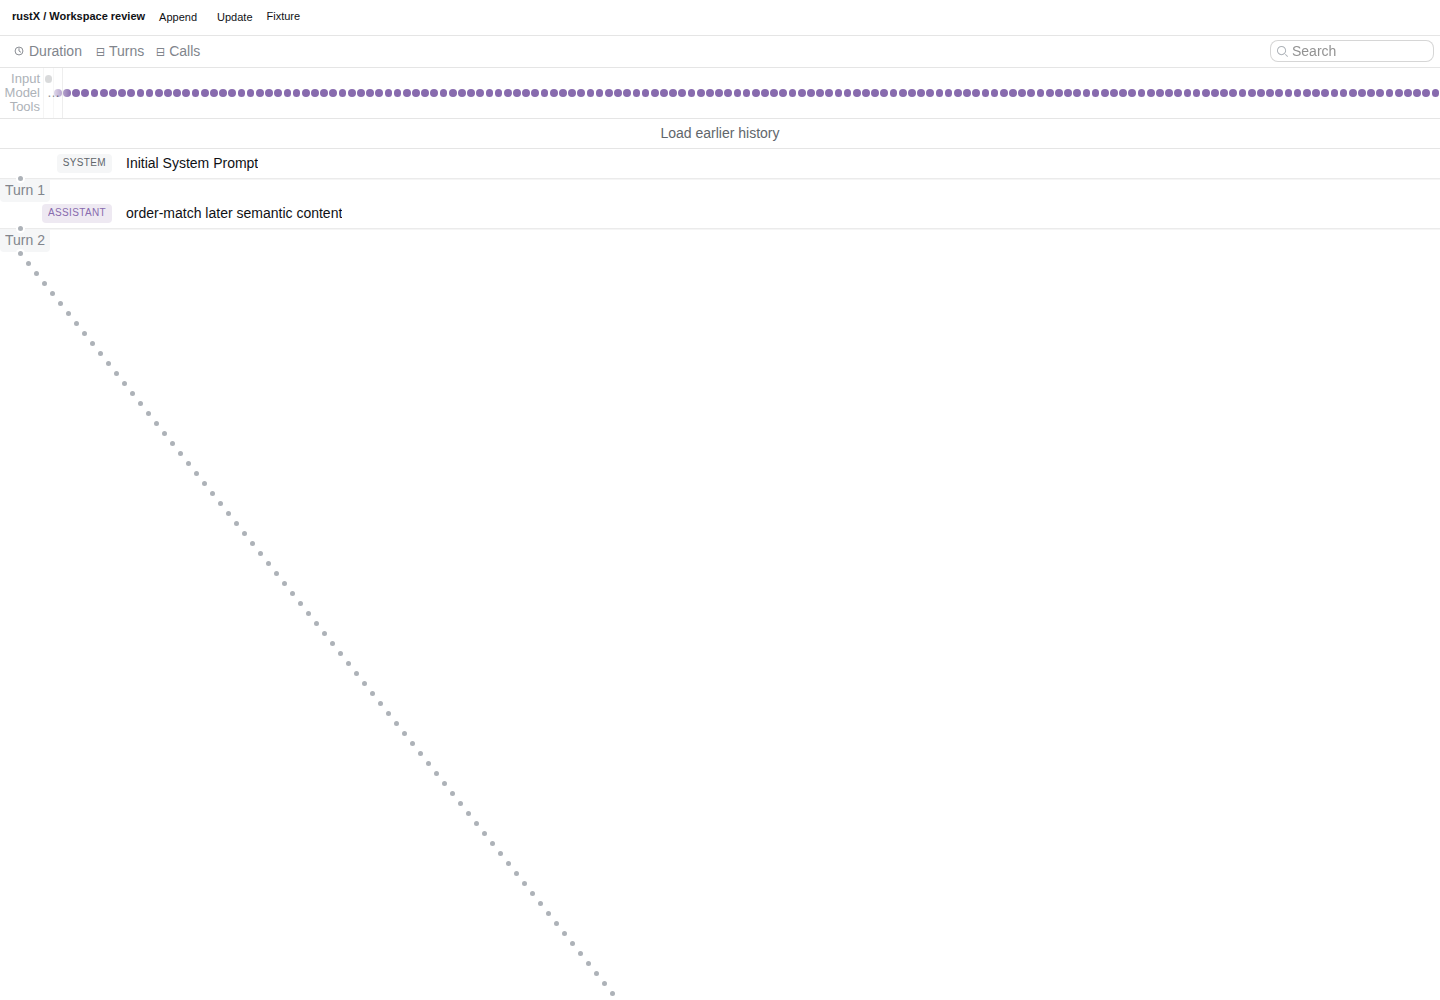 rustX / Workspace review Append Update Fixture
Duration Turns Calls Search
Input
Model ...
Tools
Load earlier history
SYSTEM Initial System Prompt
Turn 1
ASSISTANT order-match later semantic content
Turn 2